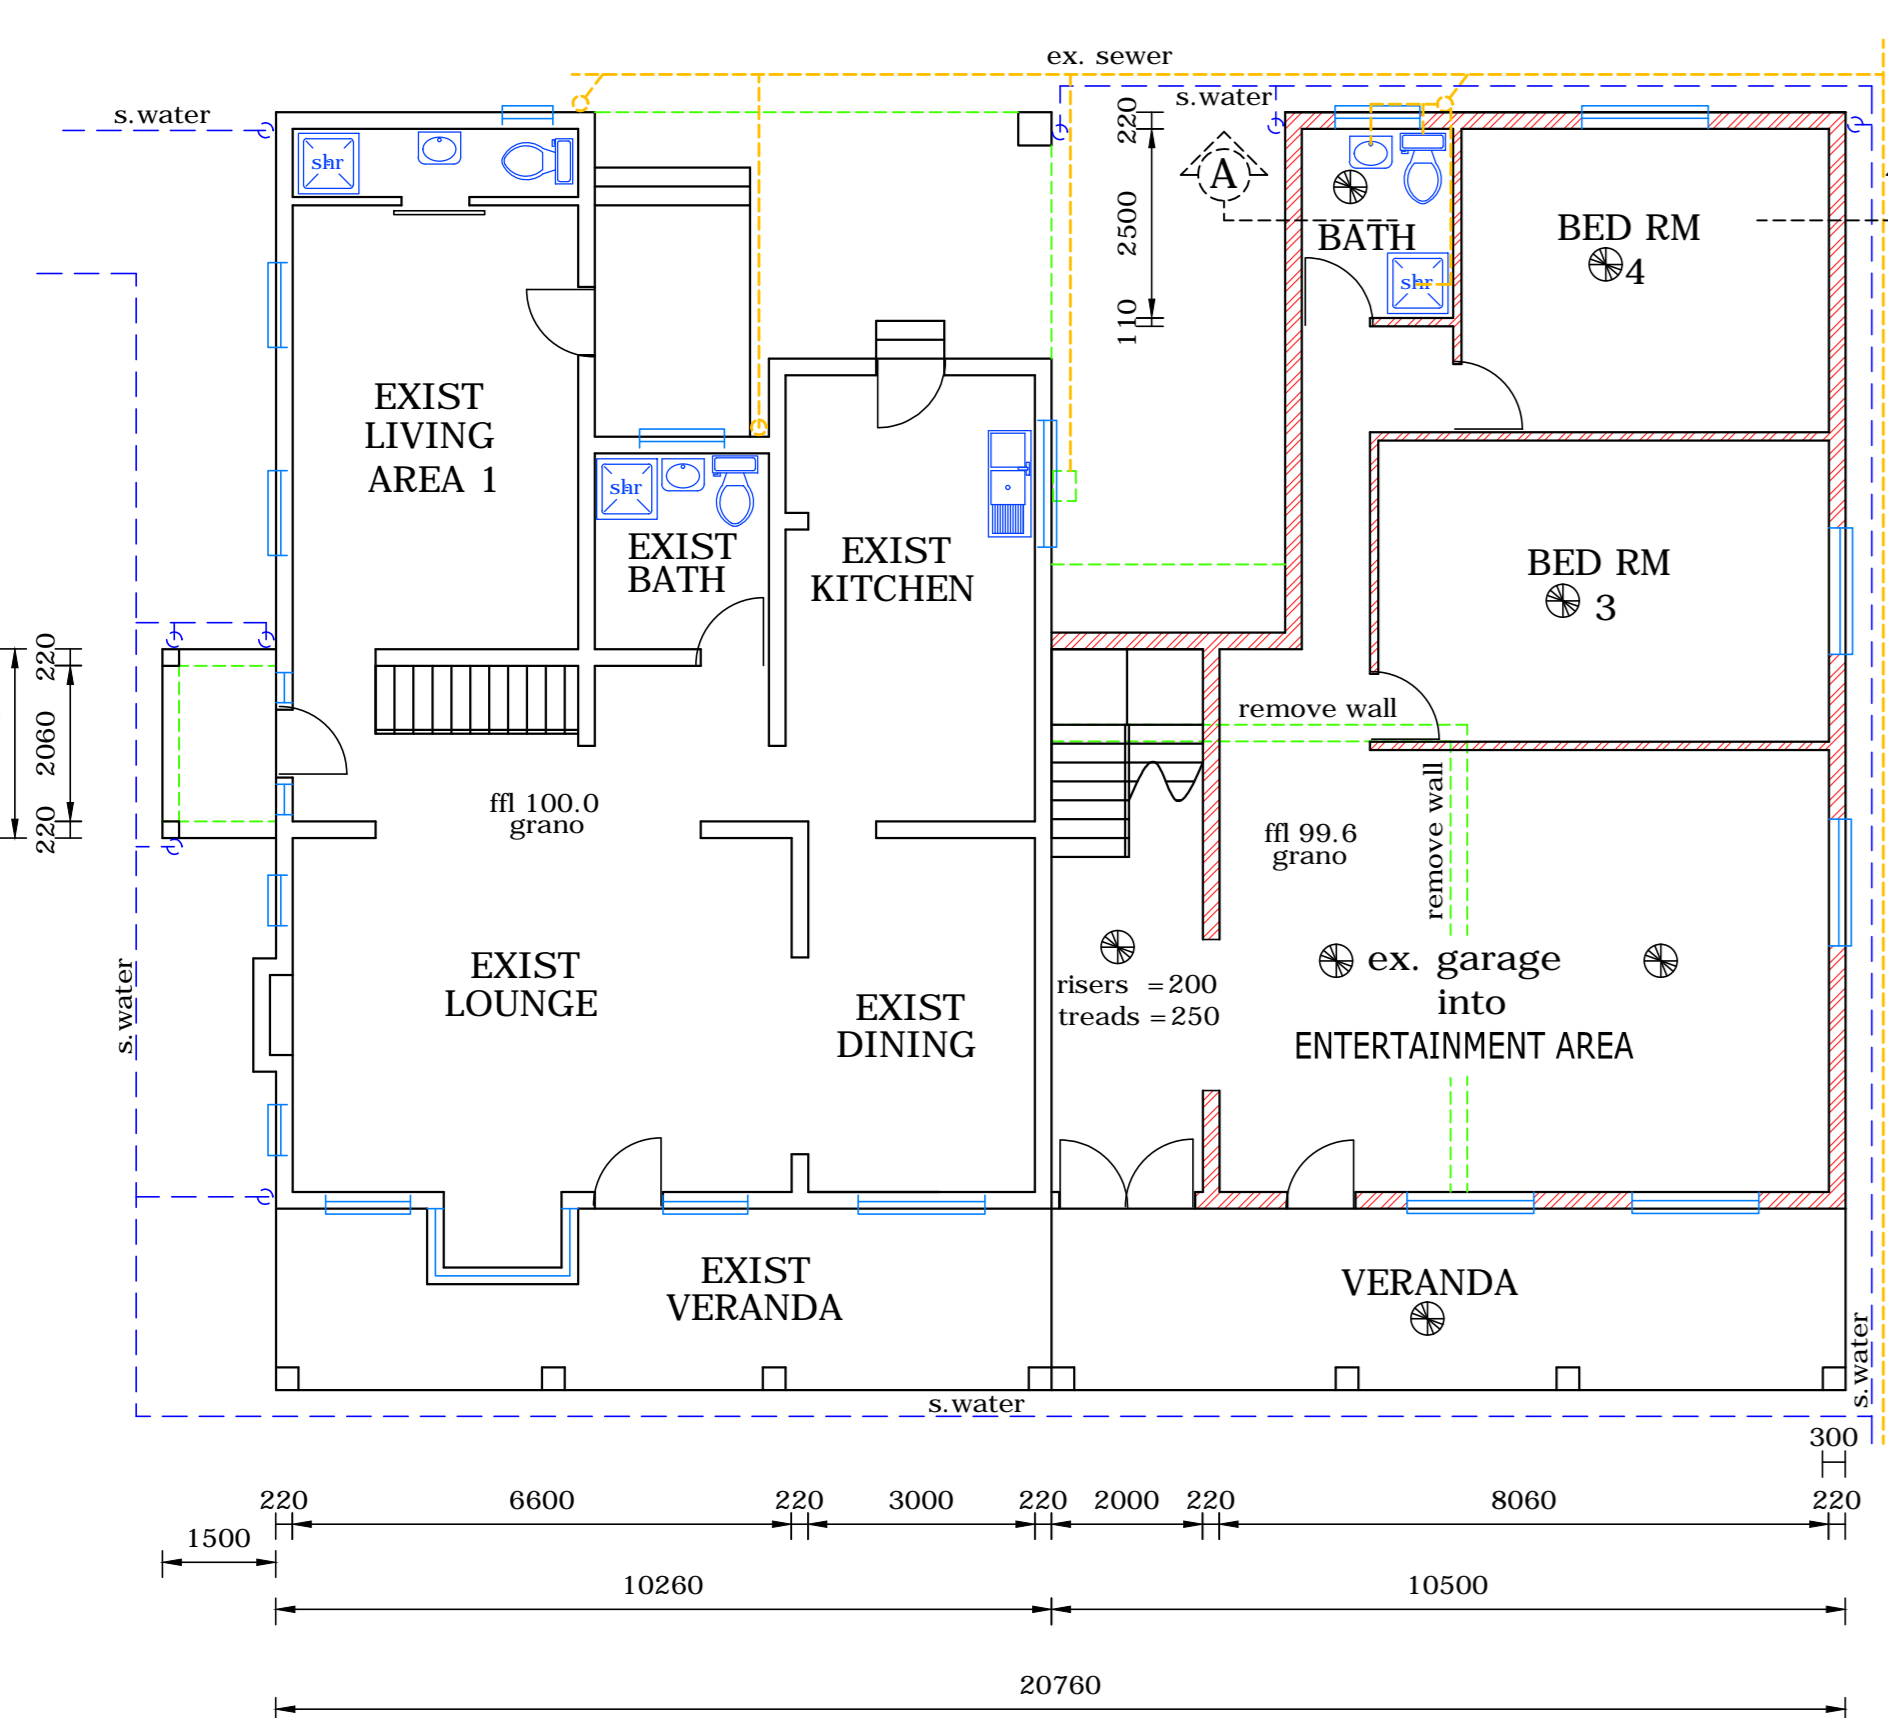 ex. sewer
s.water
s.water
220
2500
110
A
shr
BATH
shr
BED RM
4
EXIST
LIVING
AREA 1
shr
EXIST
BATH
EXIST
KITCHEN
BED RM
3
220
2060
220
remove wall
remove wall
ffl 100.0
grano
ffl 99.6
grano
s.water
EXIST
LOUNGE
EXIST
DINING
risers =200
treads =250
ex. garage
into
ENTERTAINMENT AREA
EXIST
VERANDA
VERANDA
s.water
s.water
300
220
6600
220
3000
220
2000
220
8060
220
1500
10260
10500
20760